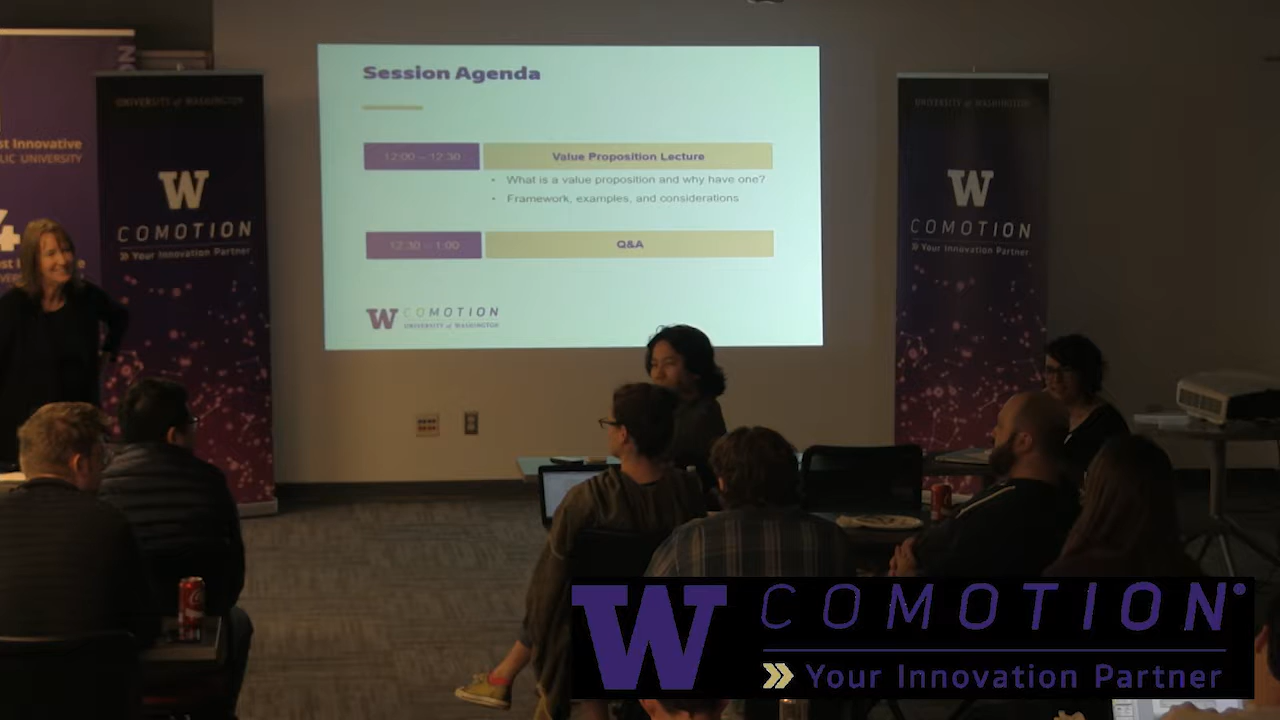 st Innovative
LIC UNIVERSITY
4
UNIVERSITY of WASHINGTON
W
COMOTION
Your Innovation Partner
Session Agenda
12:00 – 12:30
Value Proposition Lecture
• What is a value proposition and why have one?
• Framework, examples, and considerations
12:30 – 1:00
Q&A
W COMOTION
UNIVERSITY of WASHINGTON
UNIVERSITY of WASHINGTON
W
COMOTION
Your Innovation Partner
W COMOTION®
Your Innovation Partner